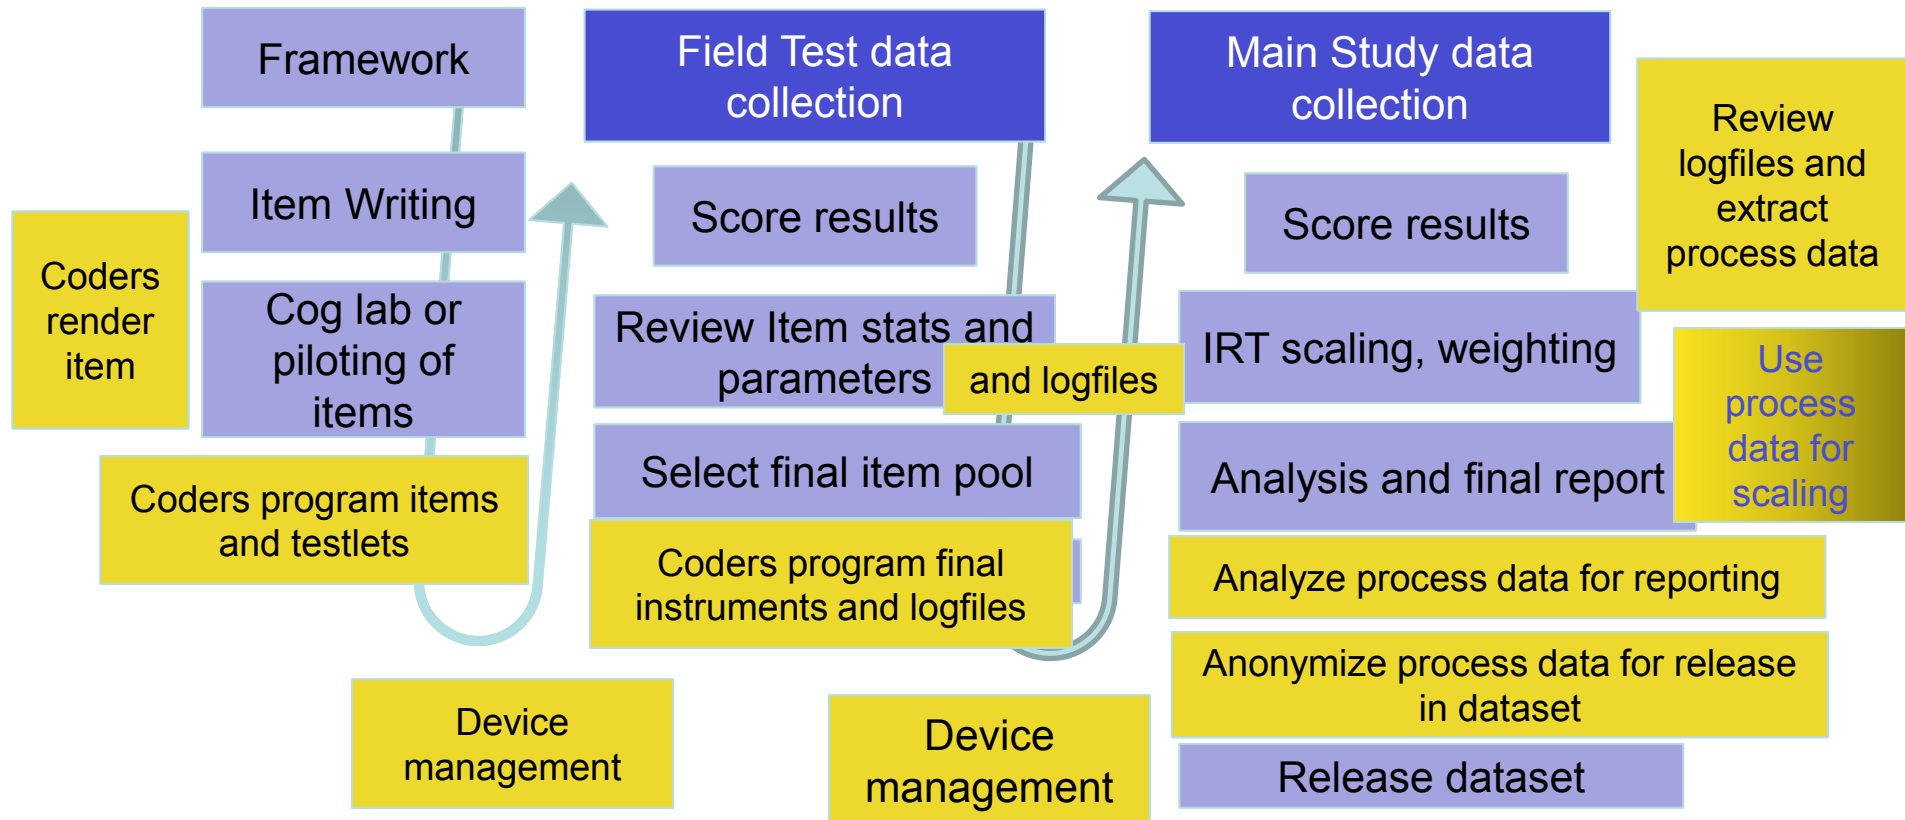 Framework
Item Writing
Coders
render
item
Cog lab or
piloting of
items
Coders program items
and testlets
Device
management
Field Test data
collection
Score results
Review Item stats and
parameters
and logfiles
Select final item pool
Coders program final
instruments and logfiles
Device
management
Main Study data
collection
Score results
Review
logfiles and
extract
process data
IRT scaling, weighting
Use
process
data for
scaling
Analysis and final report
Analyze process data for reporting
Anonymize process data for release
in dataset
Release dataset